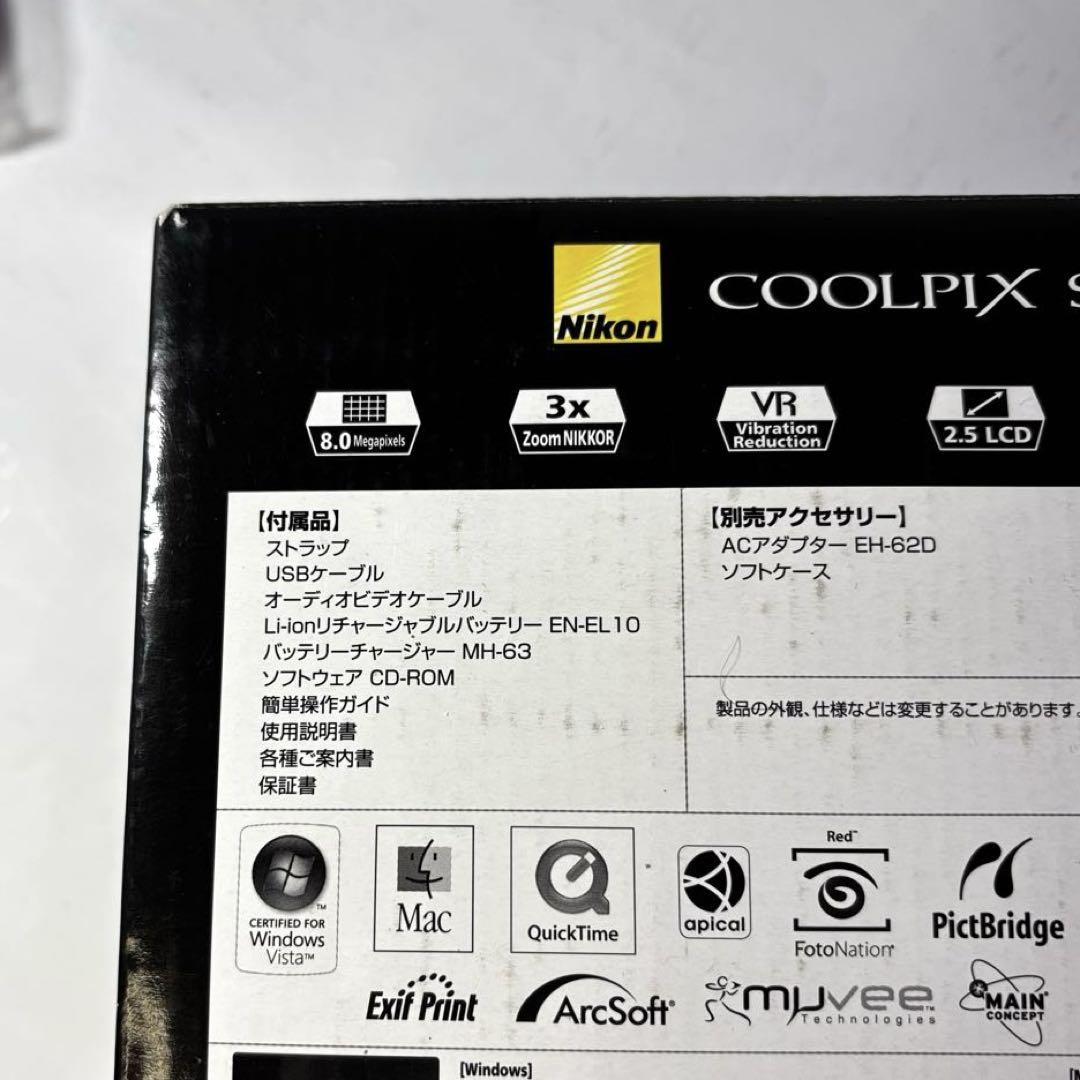 Nikon COOLPIX S
8.0 Megapixels
3x Zoom NIKKOR
VR Vibration Reduction
2.5 LCD
【付属品】
ストラップ
USBケーブル
オーディオビデオケーブル
Li-ionリチャージャブルバッテリー EN-EL10
バッテリーチャージャー MH-63
ソフトウェア CD-ROM
簡単操作ガイド
使用説明書
各種ご案内書
保証書
【別売アクセサリー】
ACアダプター EH-62D
ソフトケース
製品の外観、仕様などは変更することがあります。
CERTIFIED FOR
Windows
Vista™
Mac
QuickTime
apical
Red™
FotoNation
PictBridge
Exif Print
ArcSoft®
muvee™
Technologies
MAIN
CONCEPT
[Windows]